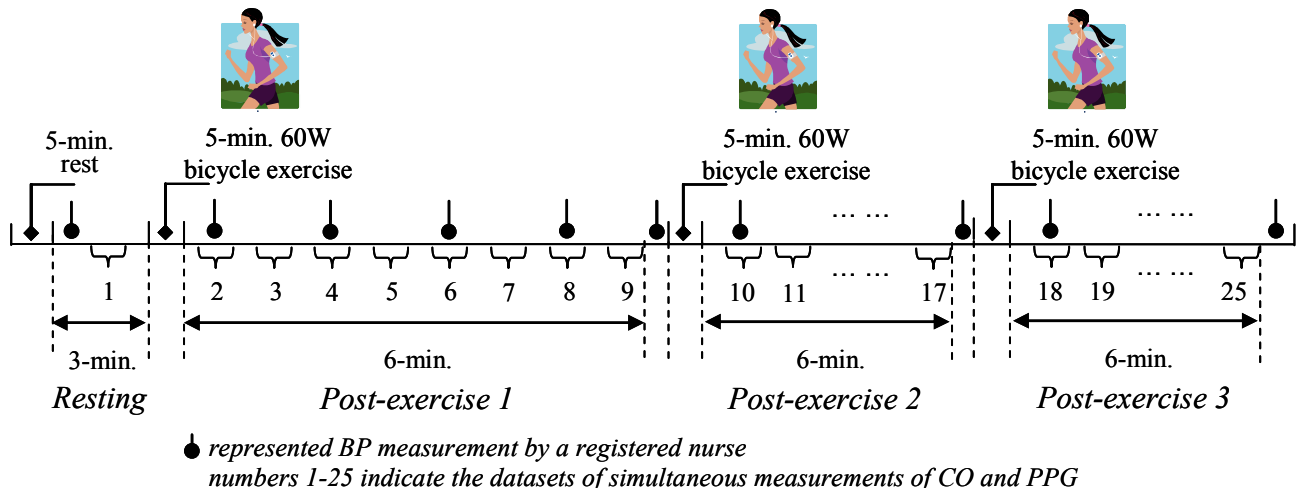 5-min.
rest
5-min. 60W
bicycle exercise
5-min. 60W
bicycle exercise
5-min. 60W
bicycle exercise
... ...
... ...
1
2
3
4
5
6
7
8
9
10
11
... ...
17
18
19
... ...
25
3-min.
6-min.
6-min.
6-min.
Resting
Post-exercise 1
Post-exercise 2
Post-exercise 3
represented BP measurement by a registered nurse
numbers 1-25 indicate the datasets of simultaneous measurements of CO and PPG